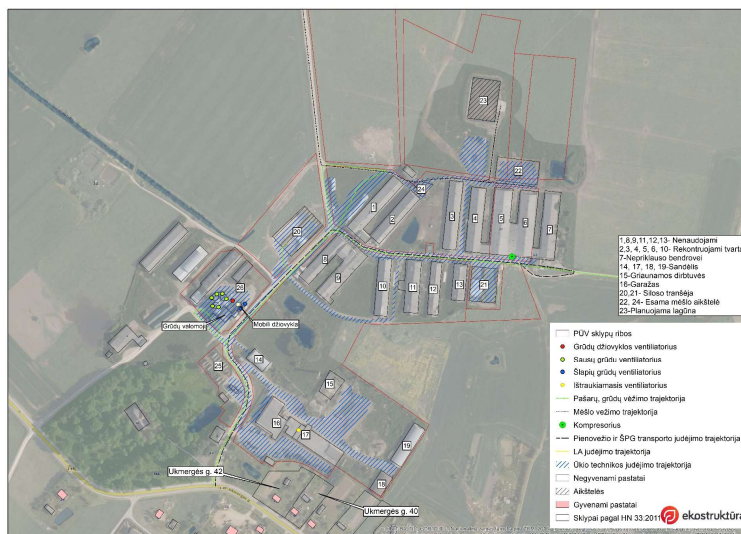 23
22
24
1
2
3
4
5
6
7
20
8
9
10
11
12
13
21
26
Grūdų valomoji
Mobili džiovykla
25
14
15
16
17
19
18
Ukmergės g. 42
Ukmergės g. 40
1,8,9,11,12,13- Nenaudojami
2,3, 4, 5, 6, 10- Rekontruojami tvarta
7-Nepriklauso bendrovei
14, 17, 18, 19-Sandėlis
15-Griaunamos dirbtuvės
16-Garažas
20,21- Siloso tranšėja
22, 24- Esama mėšlo aikštelė
23-Planuojama lagūna
PŪV sklypų ribos
Grūdų džiovyklos ventiliatorius
Sausų grūdų ventiliatorius
Šlapių grūdų ventiliatorius
Ištraukiamasis ventiliatorius
Pašarų, grūdų vėžimo trajektorija
Mėšlo vežimo trajektorija
Kompresorius
Pienovežio ir ŠPG transporto judėjimo trajektorija
LA judėjimo trajektorija
Ūkio technikos judėjimo trajektorija
Negyvenami pastatai
Aikštelės
Gyvenami pastatai
Sklypai pagal HN 33:2011
ekostruktūra